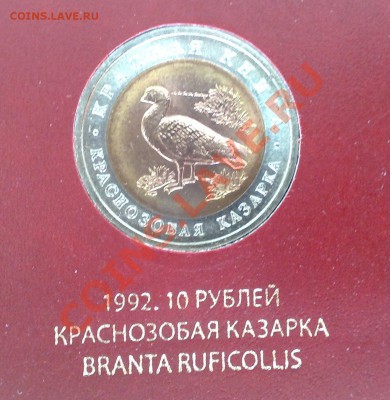 COINS.LAVE.RU
КРАСНАЯ КНИГА
КРАСНОЗОБАЯ КАЗАРКА
COINS.LAVE.RU
1992. 10 РУБЛЕЙ
КРАСНОЗОБАЯ КАЗАРКА
BRANTA RUFICOLLIS